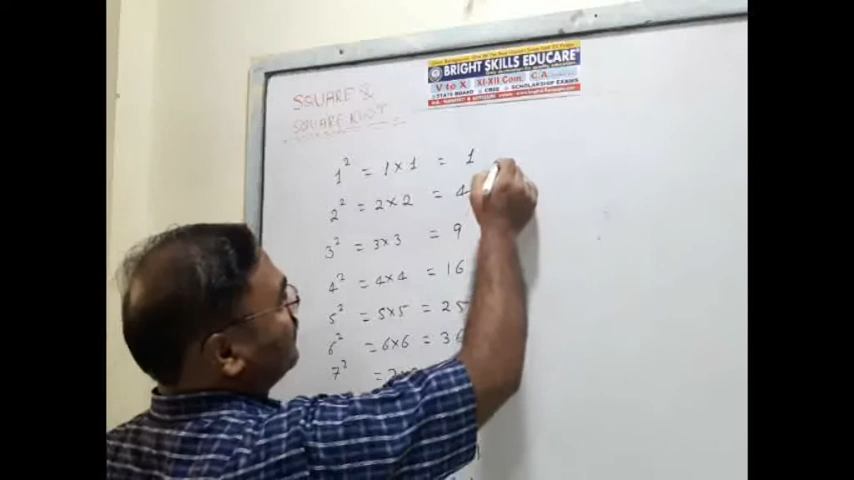 BRIGHT SKILLS EDUCARE
V to X XI-XII.Com. C A
STATE BOARD CBSE SCHOLARSHIP EXAMS
SQUARE &
SQUARE ROOT
1² = 1 × 1 = 1
2² = 2 × 2 = 4
3² = 3 × 3 = 9
4² = 4 × 4 = 16
5² = 5 × 5 = 25
6² = 6 × 6 = 36
7² =